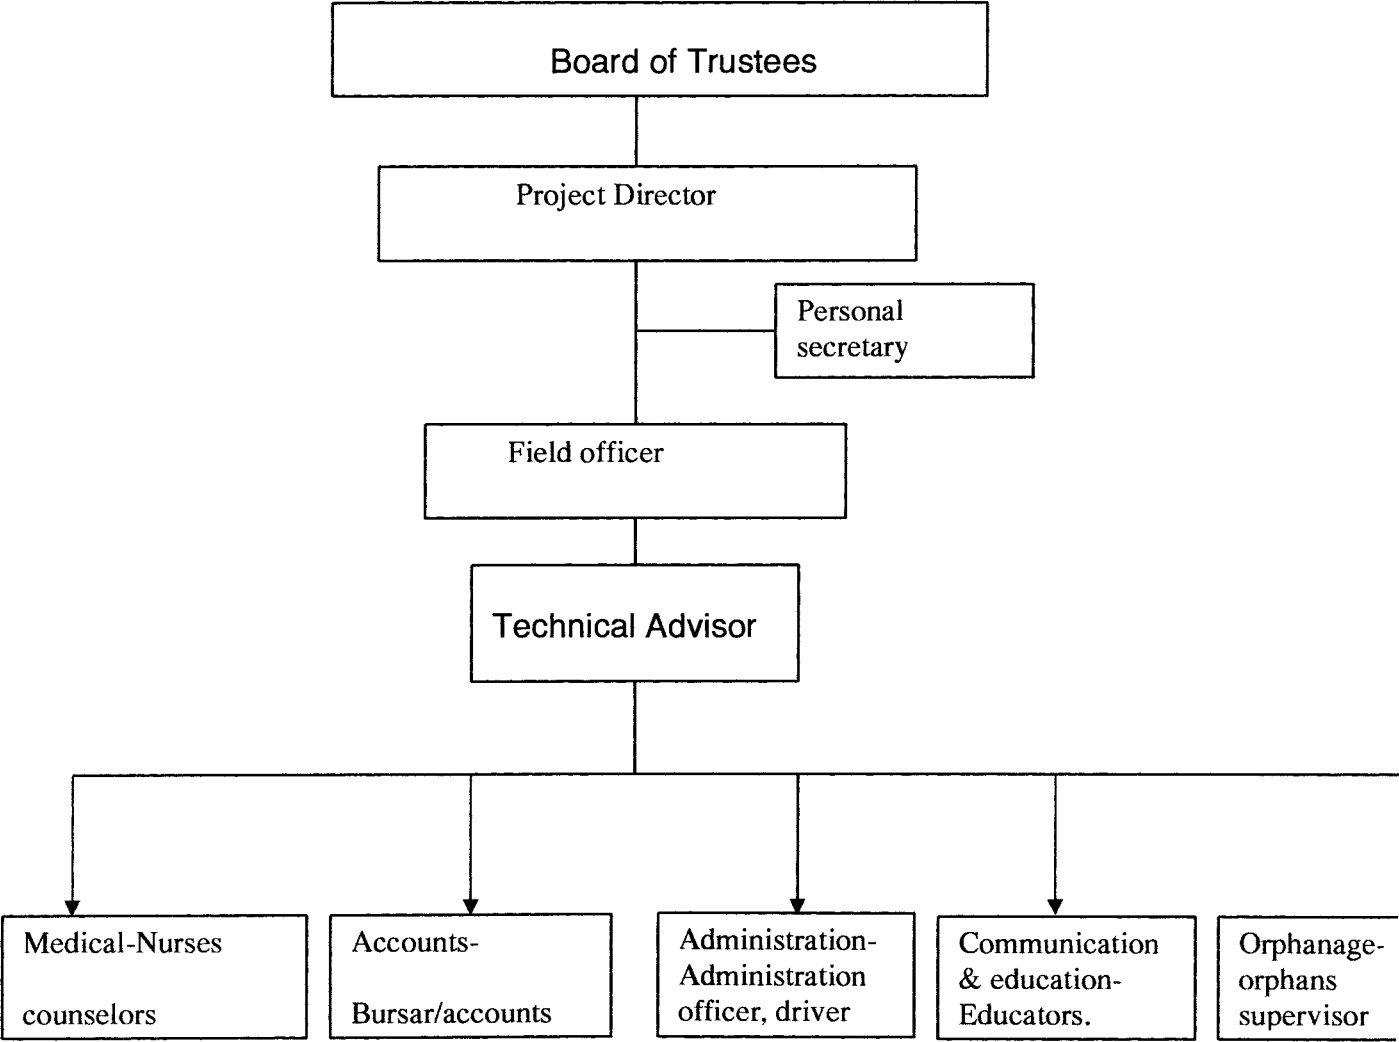 Board of Trustees
Project Director
Personal
secretary
Field officer
Technical Advisor
Medical-Nurses
counselors
Accounts-
Bursar/accounts
Administration-
Administration
officer, driver
Communication
& education-
Educators.
Orphanage-
orphans
supervisor